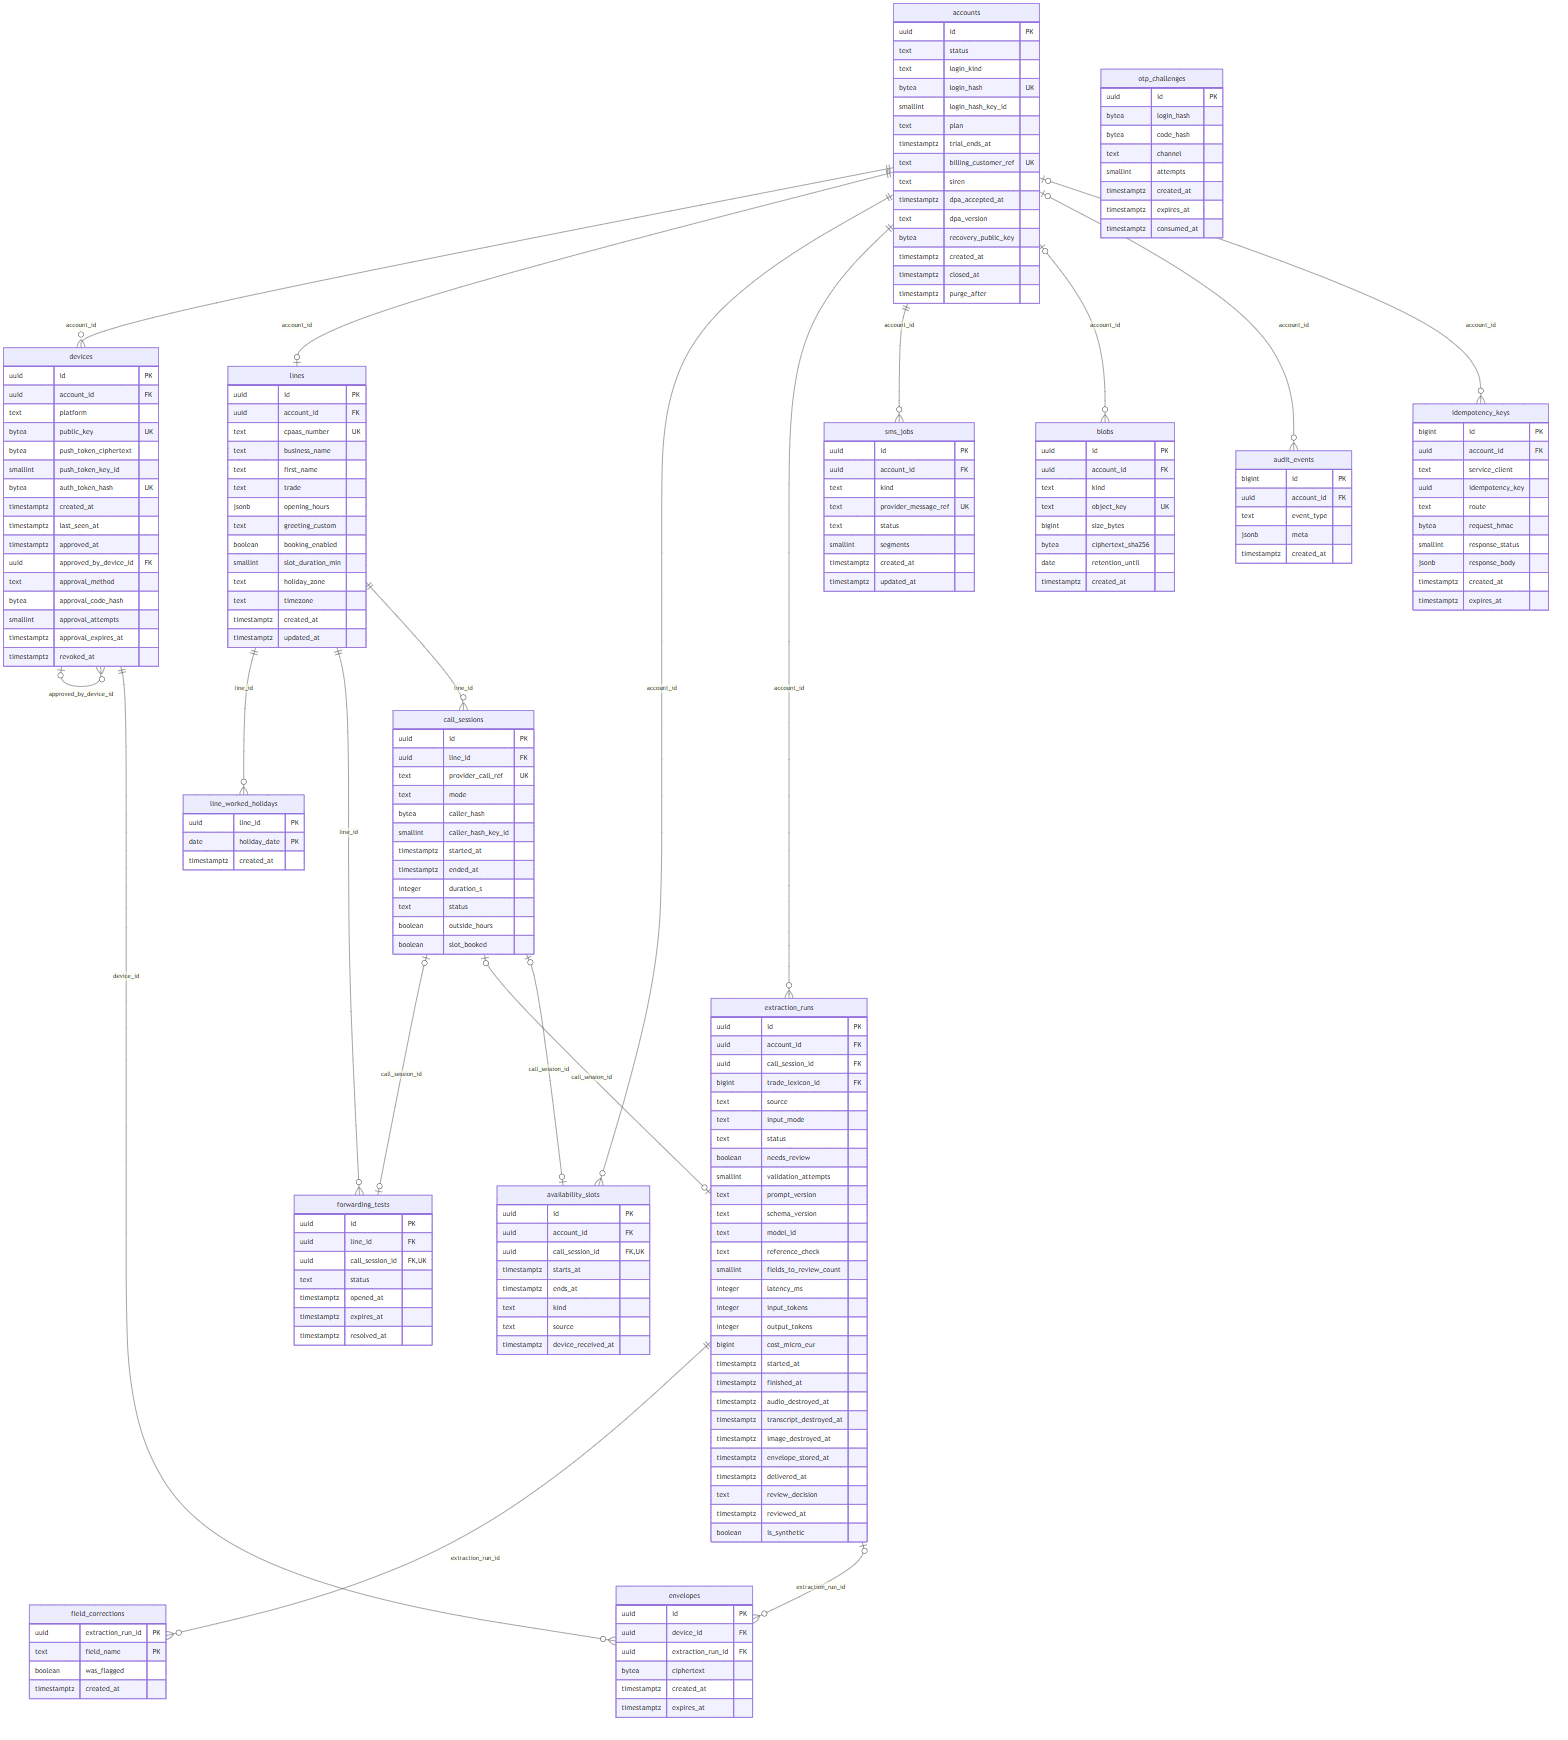 accounts
uuid id PK
text status
text login_kind
bytea login_hash UK
smallint login_hash_key_id
text plan
timestamptz trial_ends_at
text billing_customer_ref UK
text siren
timestamptz dpa_accepted_at
text dpa_version
bytea recovery_public_key
timestamptz created_at
timestamptz closed_at
timestamptz purge_after
otp_challenges
uuid id PK
bytea login_hash
bytea code_hash
text channel
smallint attempts
timestamptz created_at
timestamptz expires_at
timestamptz consumed_at
account_id
account_id
account_id
account_id
account_id
account_id
devices
uuid id PK
uuid account_id FK
text platform
bytea public_key UK
bytea push_token_ciphertext
smallint push_token_key_id
bytea auth_token_hash UK
timestamptz created_at
timestamptz last_seen_at
timestamptz approved_at
uuid approved_by_device_id FK
text approval_method
bytea approval_code_hash
smallint approval_attempts
timestamptz approval_expires_at
timestamptz revoked_at
lines
uuid id PK
uuid account_id FK
text cpaas_number UK
text business_name
text first_name
text trade
jsonb opening_hours
text greeting_custom
boolean booking_enabled
smallint slot_duration_min
text holiday_zone
text timezone
timestamptz created_at
timestamptz updated_at
sms_jobs
uuid id PK
uuid account_id FK
text kind
text provider_message_ref UK
text status
smallint segments
timestamptz created_at
timestamptz updated_at
blobs
uuid id PK
uuid account_id FK
text kind
text object_key UK
bigint size_bytes
bytea ciphertext_sha256
date retention_until
timestamptz created_at
audit_events
bigint id PK
uuid account_id FK
text event_type
jsonb meta
timestamptz created_at
idempotency_keys
bigint id PK
uuid account_id FK
text service_client
uuid idempotency_key
text route
bytea request_hmac
smallint response_status
jsonb response_body
timestamptz created_at
timestamptz expires_at
approved_by_device_id
line_id
line_id
account_id
account_id
call_sessions
uuid id PK
uuid line_id FK
text provider_call_ref UK
text mode
bytea caller_hash
smallint caller_hash_key_id
timestamptz started_at
timestamptz ended_at
integer duration_s
text status
boolean outside_hours
boolean slot_booked
line_worked_holidays
uuid line_id PK
date holiday_date PK
timestamptz created_at
line_id
device_id
call_session_id
call_session_id
call_session_id
extraction_runs
uuid id PK
uuid account_id FK
uuid call_session_id FK
bigint trade_lexicon_id FK
text source
text input_mode
text status
boolean needs_review
smallint validation_attempts
text prompt_version
text schema_version
text model_id
text reference_check
smallint fields_to_review_count
integer latency_ms
integer input_tokens
integer output_tokens
bigint cost_micro_eur
timestamptz started_at
timestamptz finished_at
timestamptz audio_destroyed_at
timestamptz transcript_destroyed_at
timestamptz image_destroyed_at
timestamptz envelope_stored_at
timestamptz delivered_at
text review_decision
timestamptz reviewed_at
boolean is_synthetic
forwarding_tests
uuid id PK
uuid line_id FK
uuid call_session_id FK,UK
text status
timestamptz opened_at
timestamptz expires_at
timestamptz resolved_at
availability_slots
uuid id PK
uuid account_id FK
uuid call_session_id FK,UK
timestamptz starts_at
timestamptz ends_at
text kind
text source
timestamptz device_received_at
extraction_run_id
extraction_run_id
field_corrections
uuid extraction_run_id PK
text field_name PK
boolean was_flagged
timestamptz created_at
envelopes
uuid id PK
uuid device_id FK
uuid extraction_run_id FK
bytea ciphertext
timestamptz created_at
timestamptz expires_at